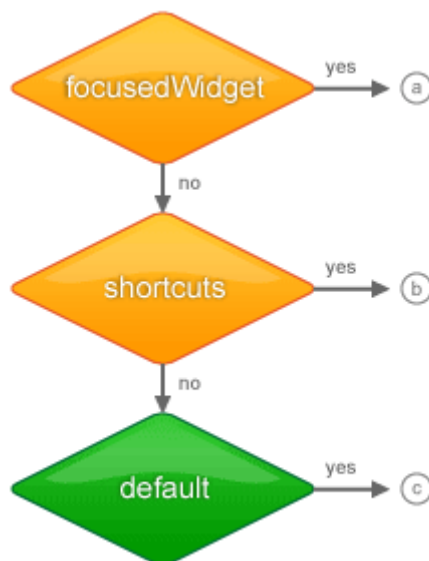 focusedWidget
yes
a
no
shortcuts
yes
b
no
default
yes
c